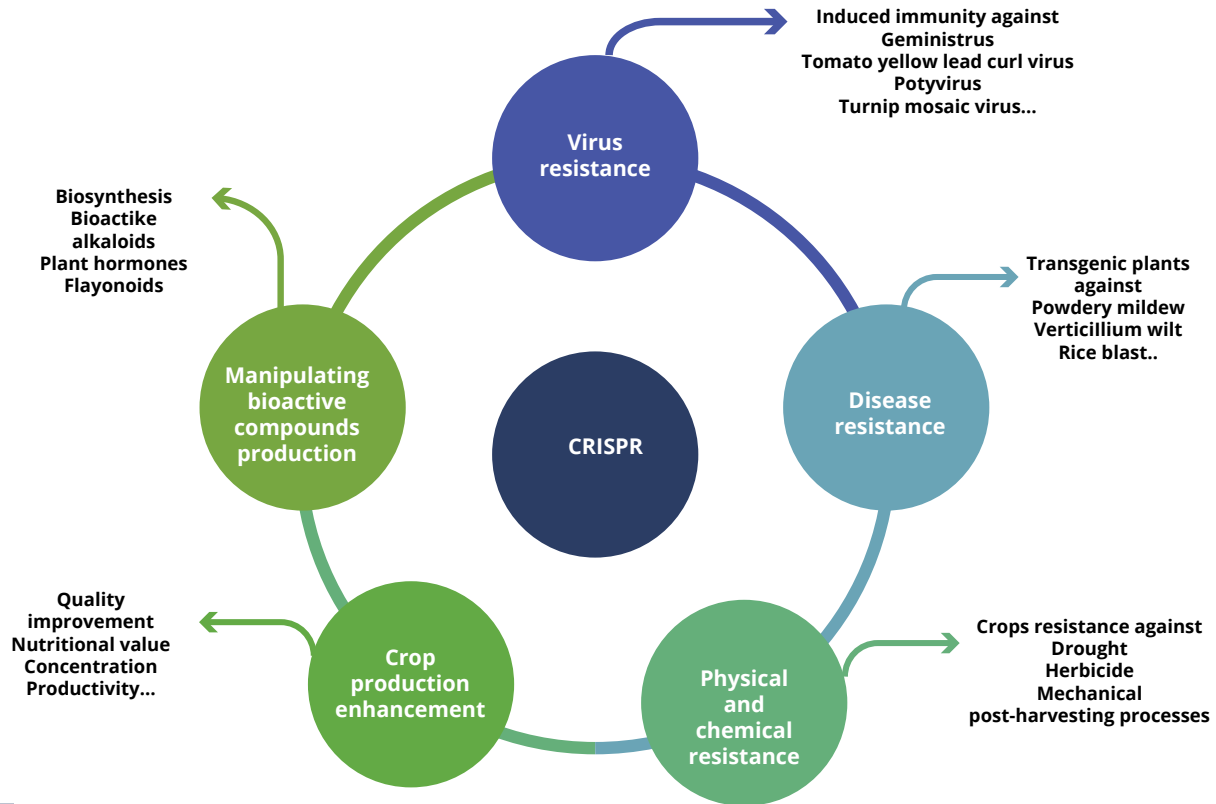 Induced immunity against
Geministrus
Tomato yellow lead curl virus
Potyvirus
Turnip mosaic virus...
Virus
resistance
Biosynthesis
Bioactike
alkaloids
Plant hormones
Flayonoids
Transgenic plants
against
Powdery mildew
Verticillium wilt
Rice blast..
Manipulating
bioactive
compounds
production
Disease
resistance
CRISPR
Quality
improvement
Nutritional value
Concentration
Productivity...
Crop
production
enhancement
Physical
and
chemical
resistance
Crops resistance against
Drought
Herbicide
Mechanical
post-harvesting processes